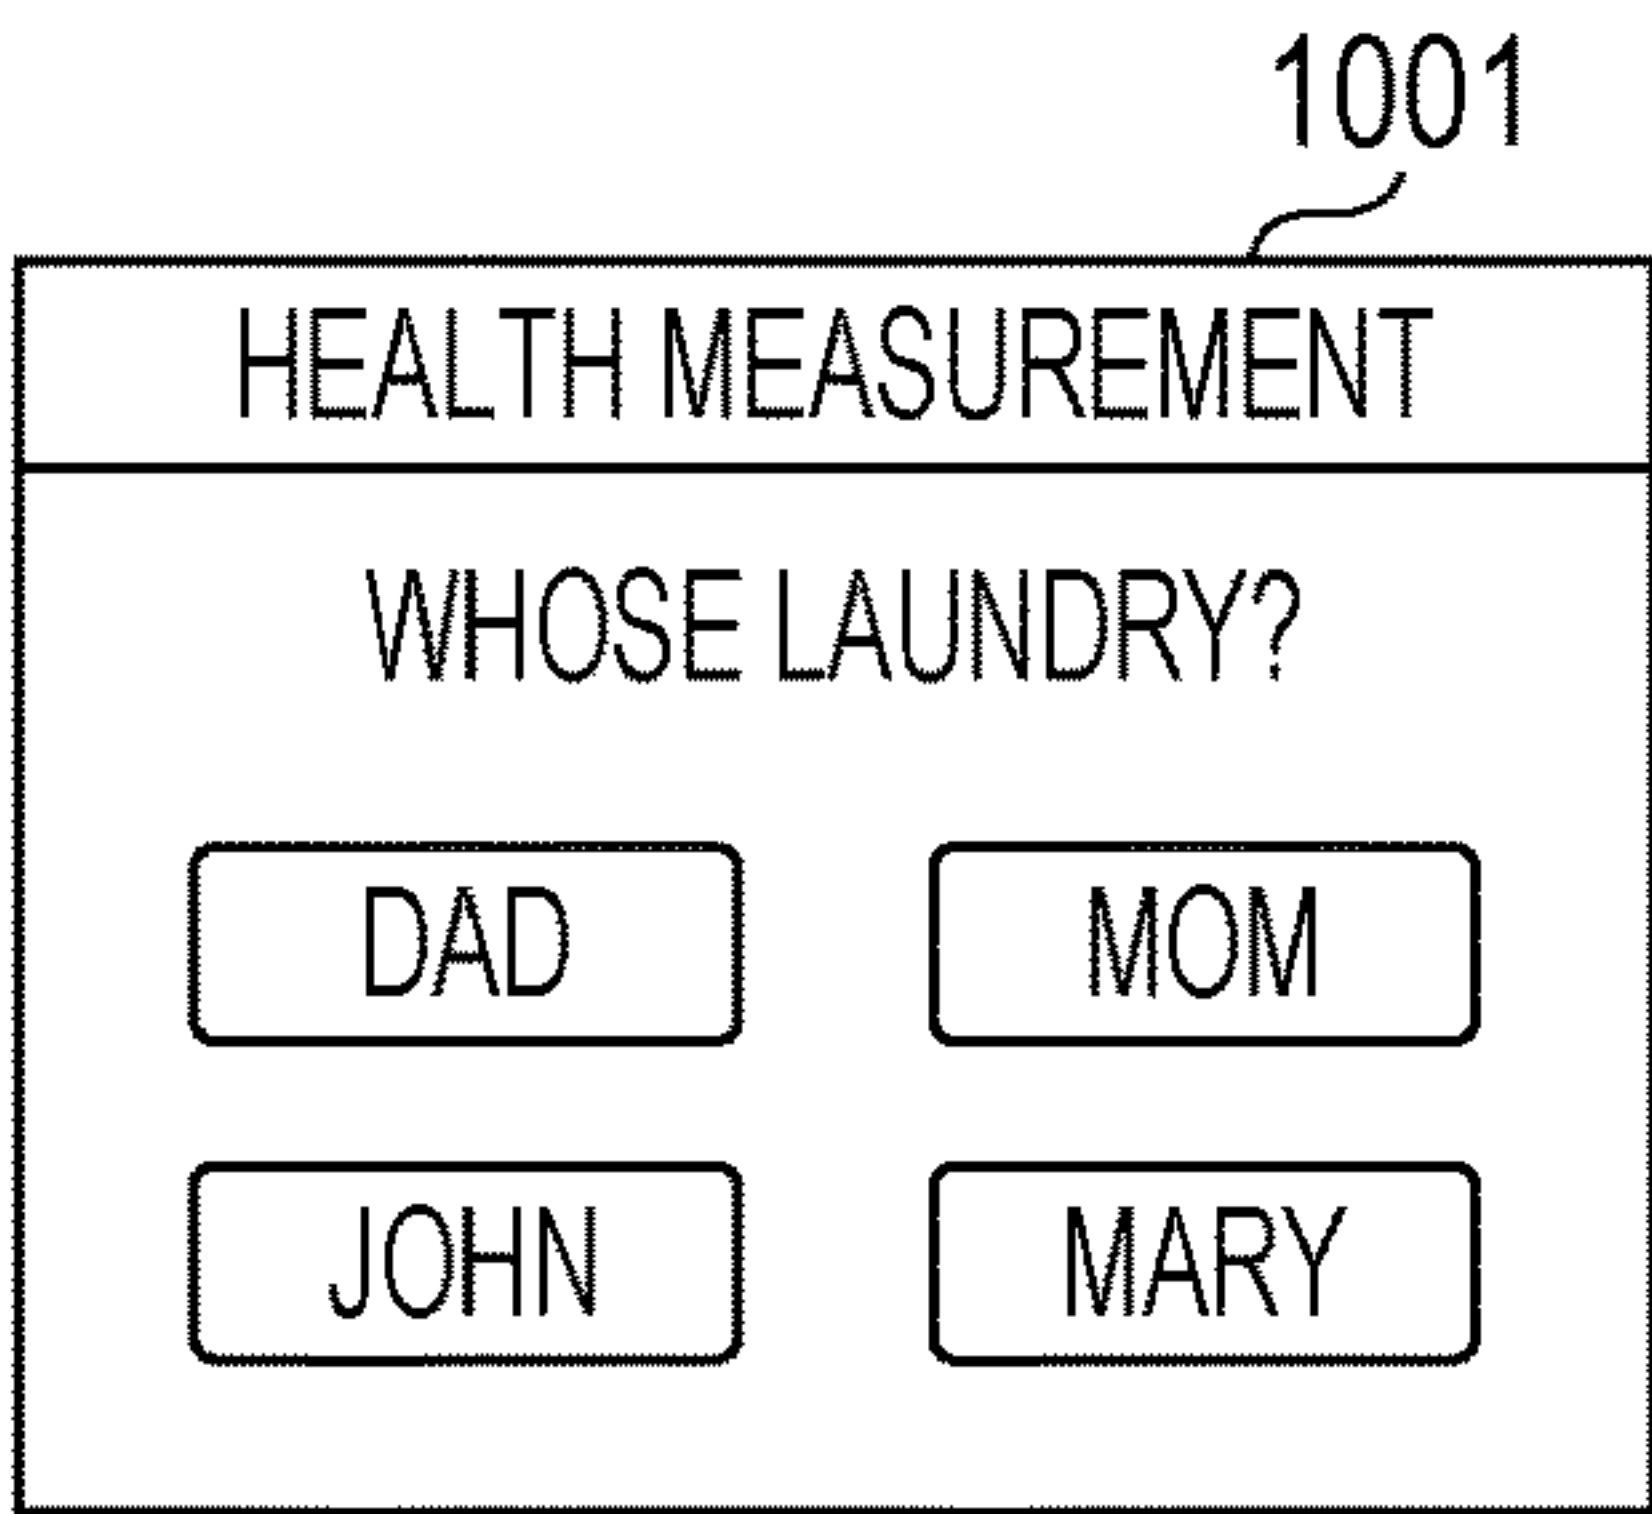 1001
HEALTH MEASUREMENT
WHOSE LAUNDRY?
DAD MOM
JOHN MARY